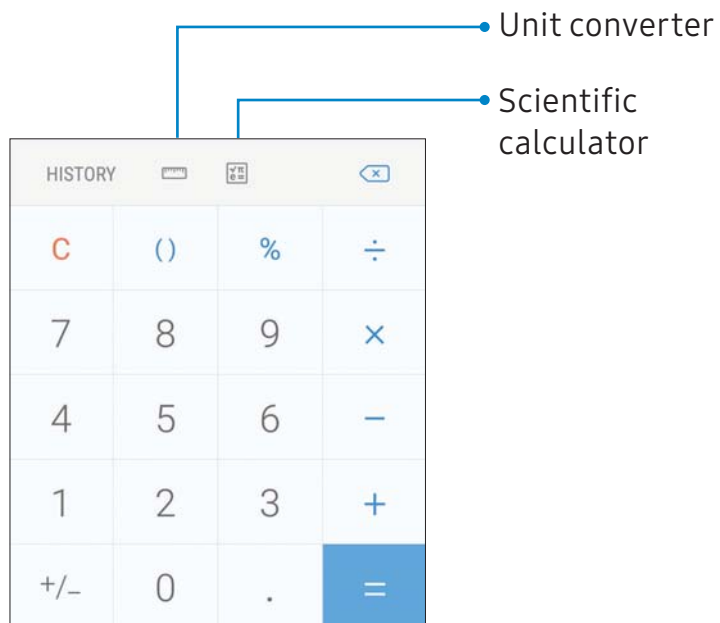 Unit converter
Scientific
calculator
HISTORY
C () % ÷
7 8 9 ×
4 5 6 −
1 2 3 +
+/− 0 . =